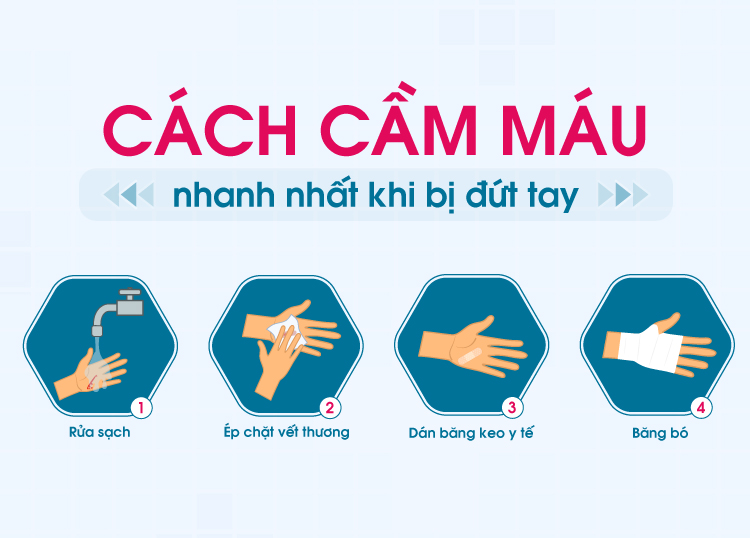 CÁCH CẦM MÁU
nhanh nhất khi bị đứt tay
1
2
3
4
Rửa sạch
Ép chặt vết thương
Dán băng keo y tế
Băng bó